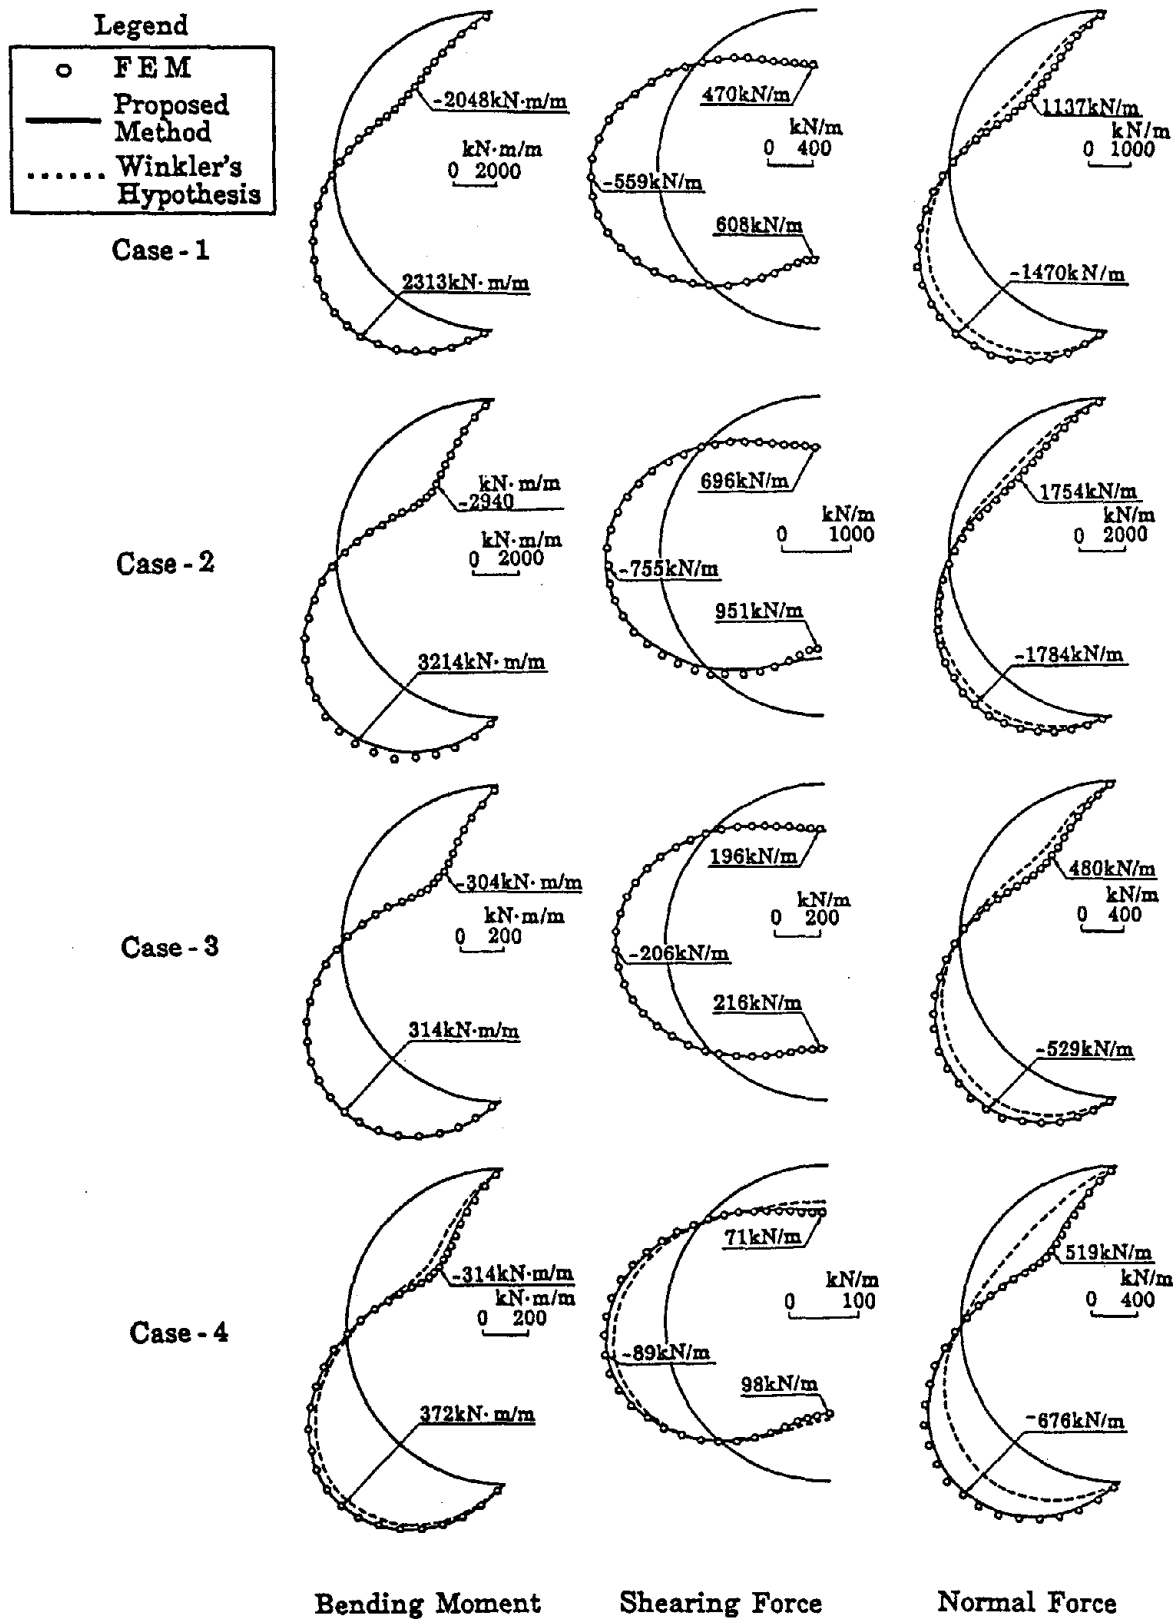 Legend
F E M
Proposed
Method
Winkler's
Hypothesis
Case - 1
-2048kN·m/m
kN·m/m
0 2000
2313kN·m/m
470kN/m
kN/m
0 400
-559kN/m
608kN/m
1137kN/m
kN/m
0 1000
-1470kN/m
Case - 2
kN·m/m
-2940
kN·m/m
0 2000
3214kN·m/m
696kN/m
kN/m
0 1000
-755kN/m
951kN/m
1754kN/m
kN/m
0 2000
-1784kN/m
Case - 3
-304kN·m/m
kN·m/m
0 200
314kN·m/m
196kN/m
kN/m
0 200
-206kN/m
216kN/m
480kN/m
kN/m
0 400
-529kN/m
Case - 4
-314kN·m/m
kN·m/m
0 200
372kN·m/m
71kN/m
kN/m
0 100
-89kN/m
98kN/m
519kN/m
kN/m
0 400
-676kN/m
Bending Moment
Shearing Force
Normal Force